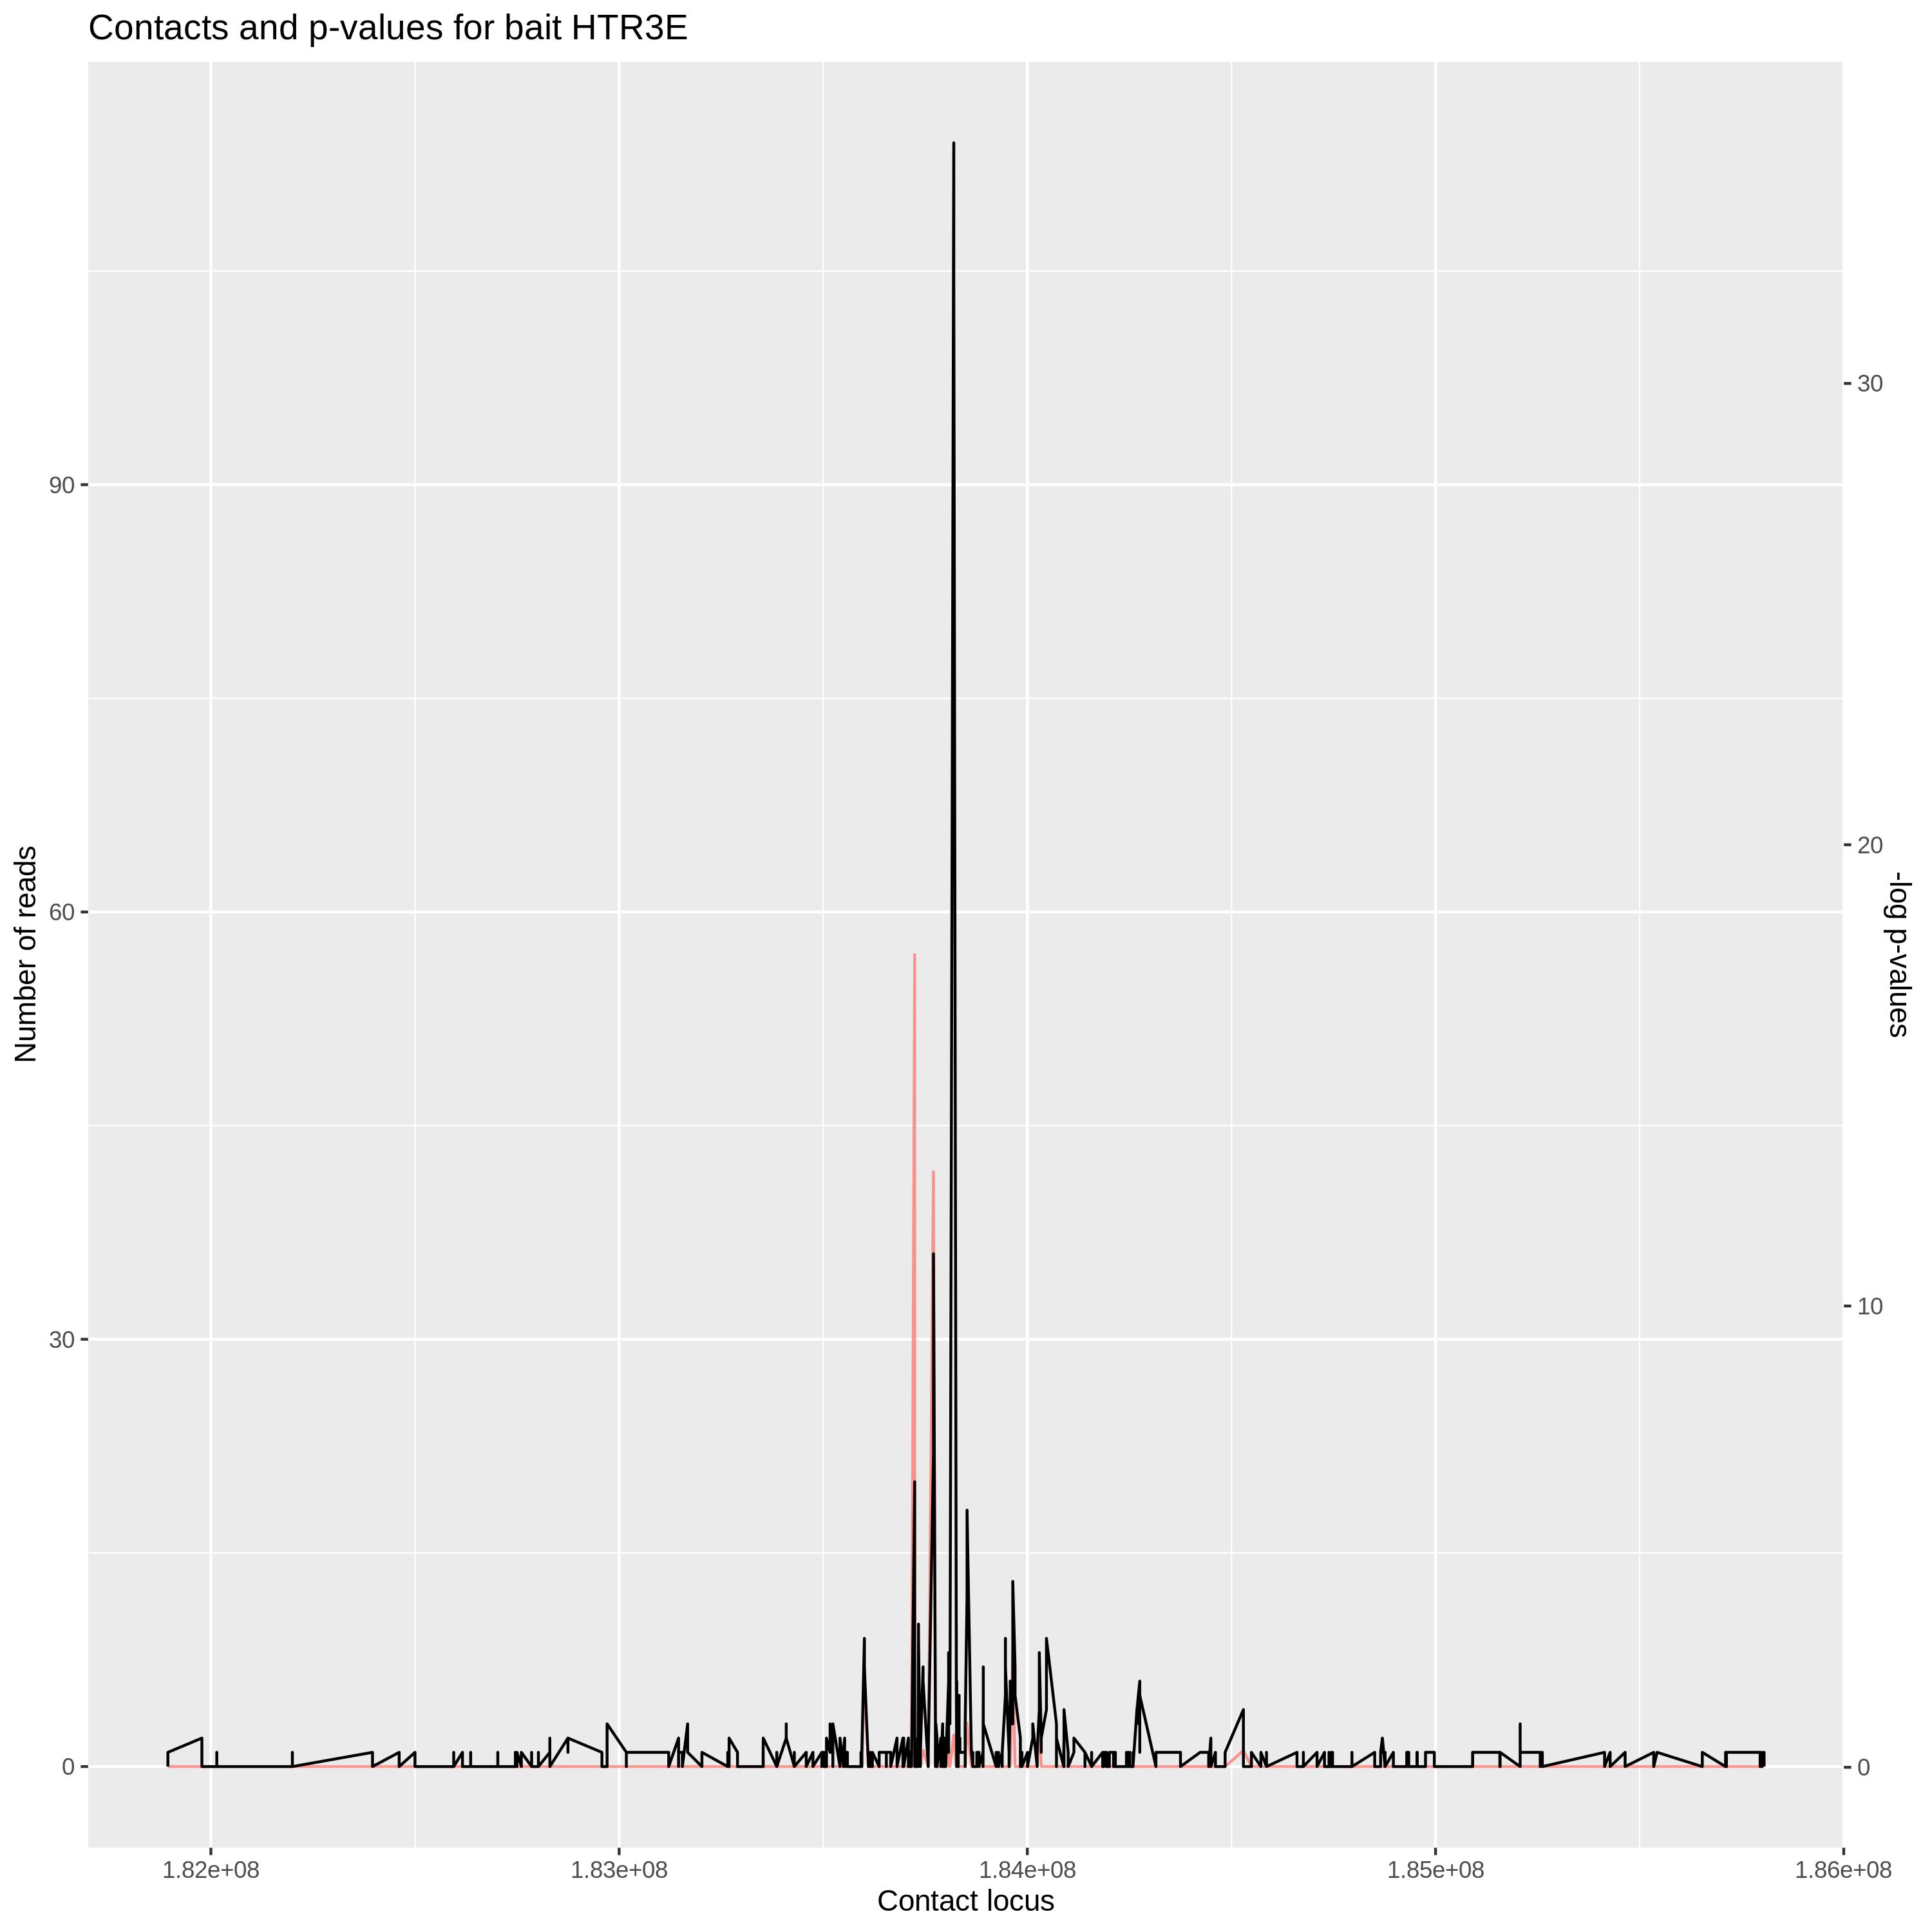 Contacts and p-values for bait HTR3E
90
60
30
0
Number of reads
30
20
10
0
-log p-values
1.82e+08
1.83e+08
1.84e+08
1.85e+08
1.86e+08
Contact locus